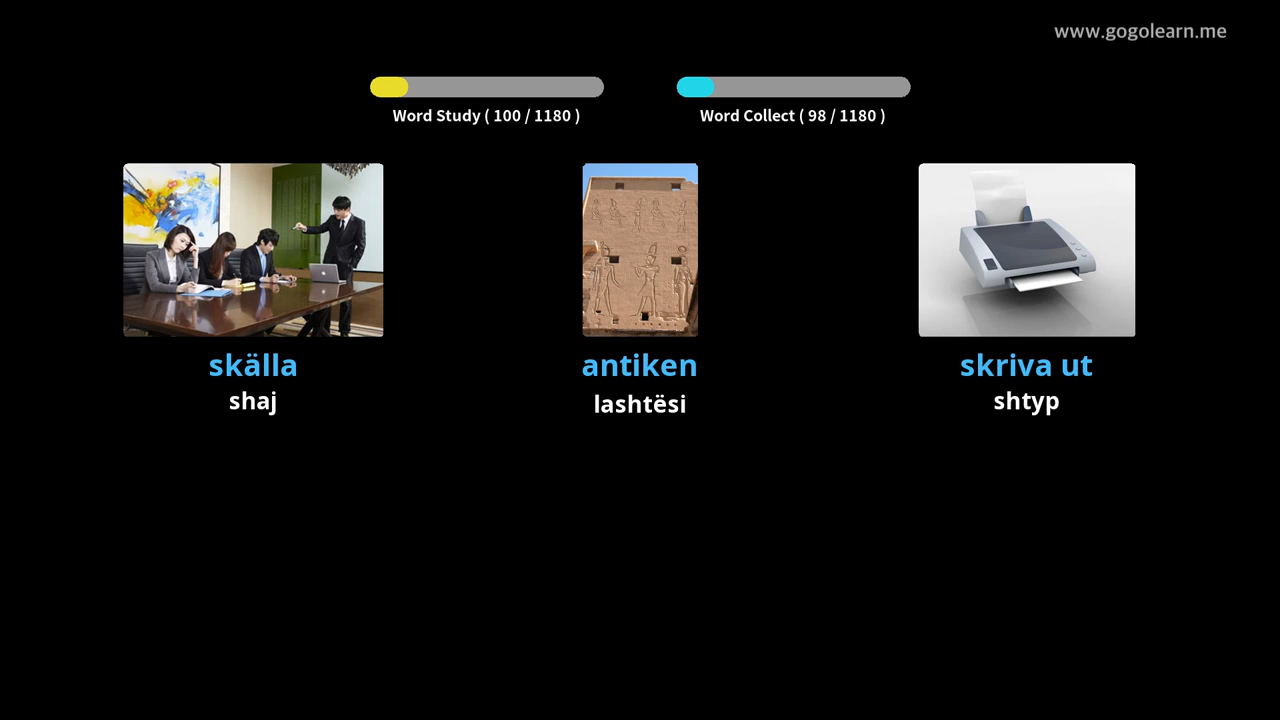 www.gogolearn.me
Word Study ( 100 / 1180 )
Word Collect ( 98 / 1180 )
skälla
antiken
skriva ut
shaj
lashtësi
shtyp